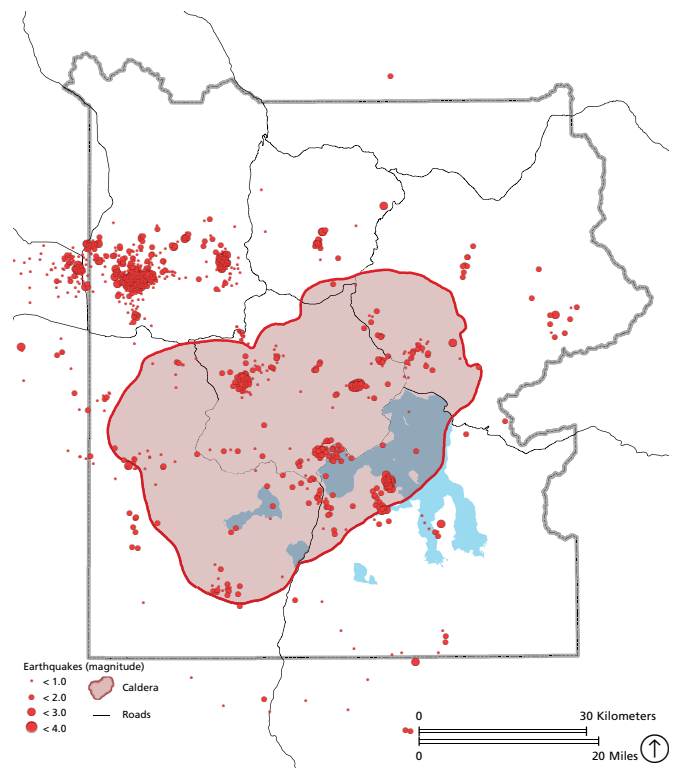 Earthquakes (magnitude)
< 1.0
< 2.0
< 3.0
< 4.0
Caldera
Roads
0 30 Kilometers
0 20 Miles